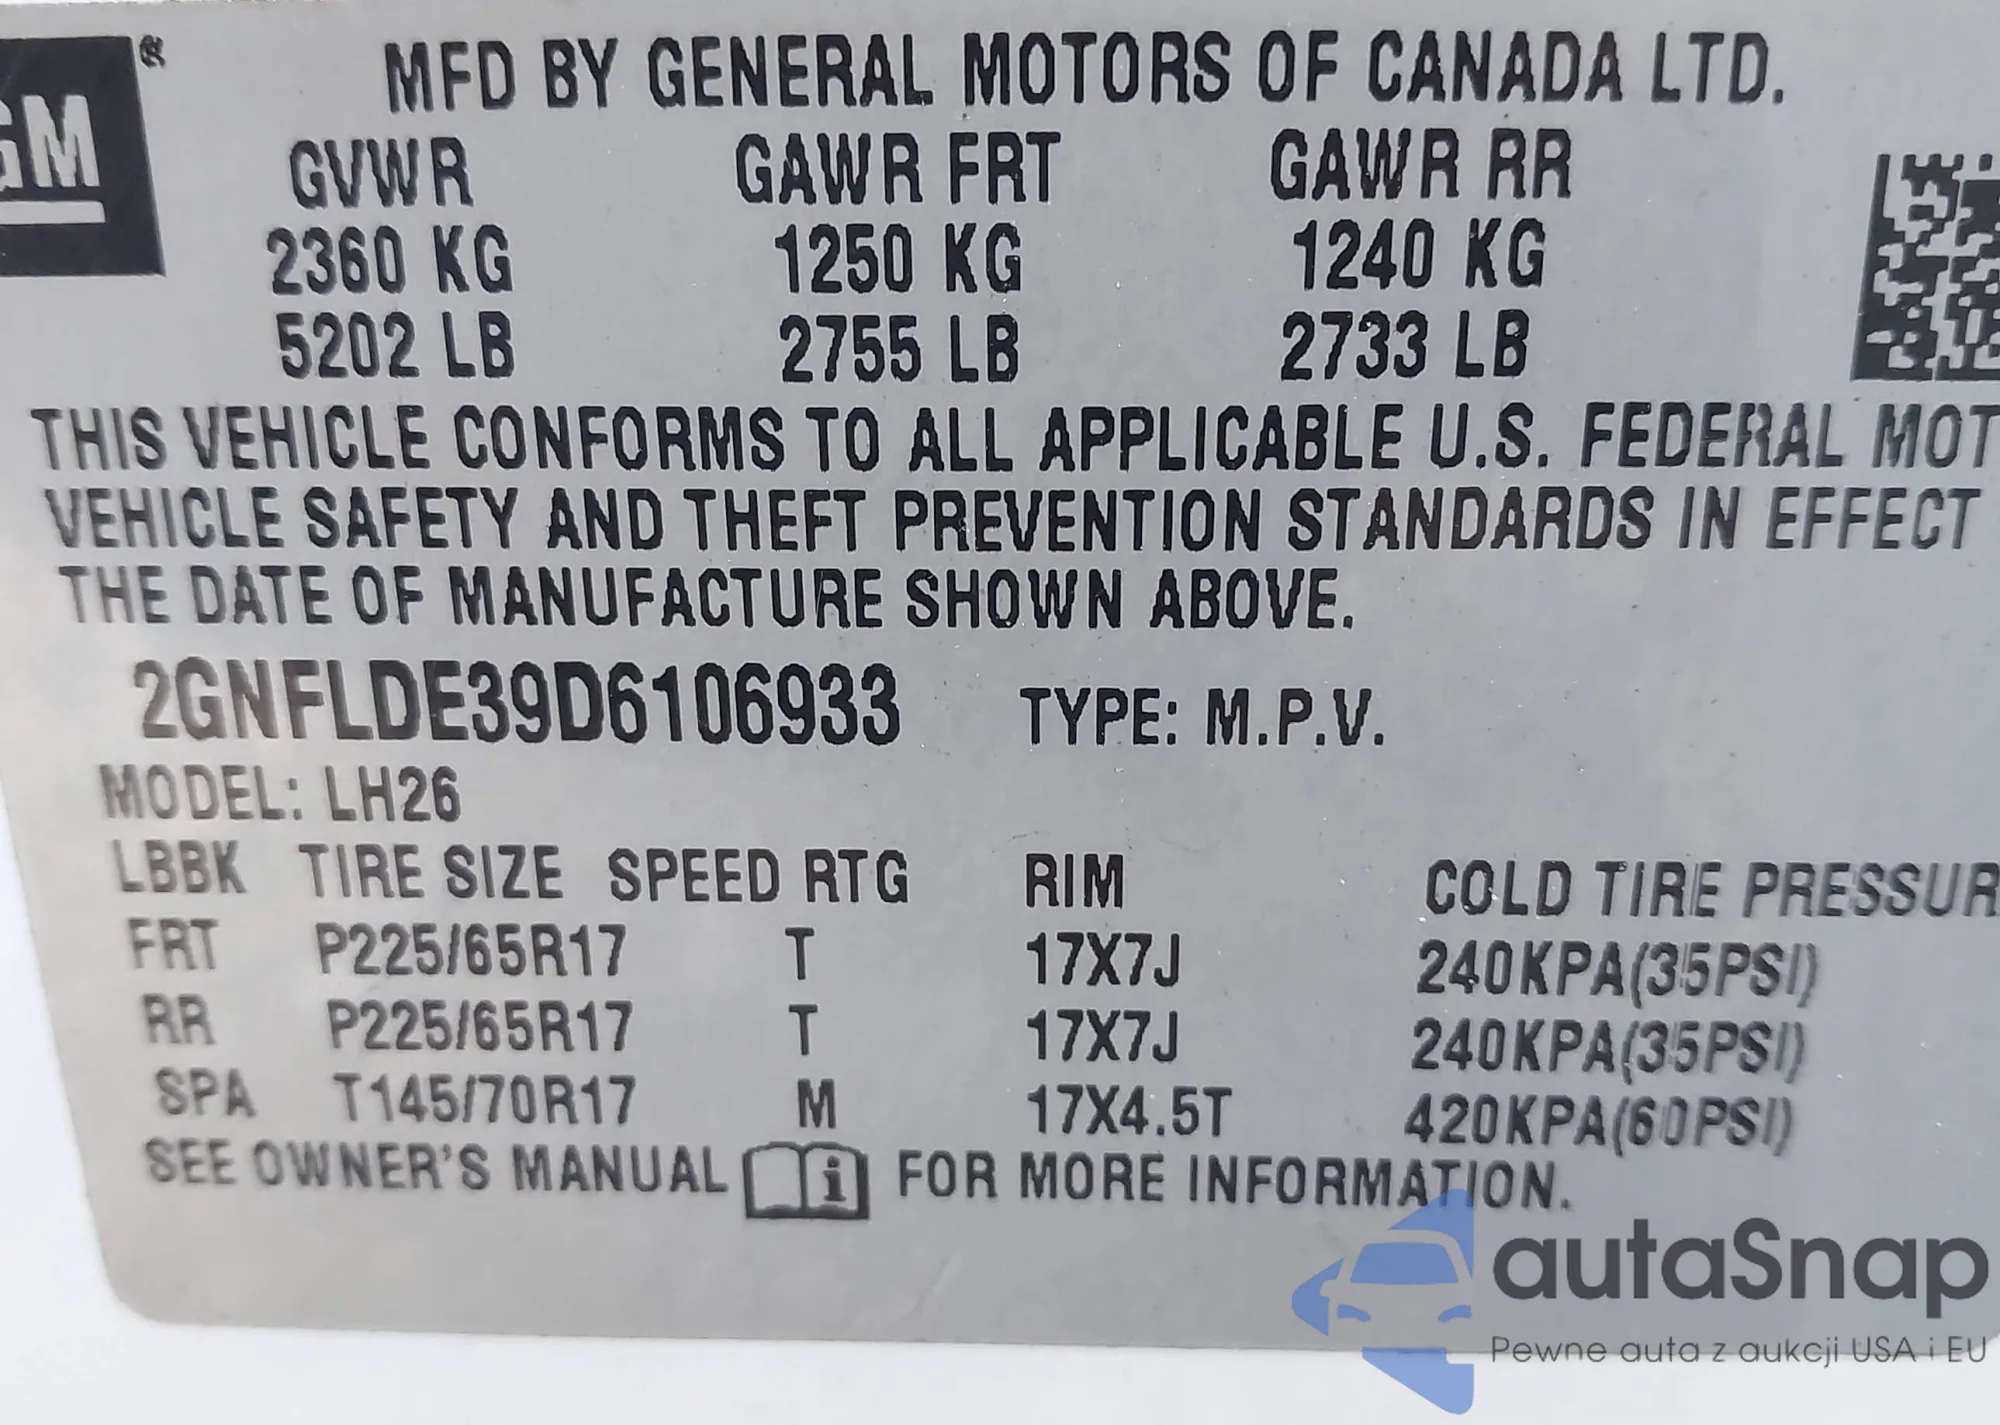 GM®
MFD BY GENERAL MOTORS OF CANADA LTD.
GVWR GAWR FRT GAWR RR
2360 KG 1250 KG 1240 KG
5202 LB 2755 LB 2733 LB
THIS VEHICLE CONFORMS TO ALL APPLICABLE U.S. FEDERAL MOT
VEHICLE SAFETY AND THEFT PREVENTION STANDARDS IN EFFECT
THE DATE OF MANUFACTURE SHOWN ABOVE.
2GNFLDE39D6106933 TYPE: M.P.V.
MODEL: LH26
LBBK TIRE SIZE SPEED RTG RIM COLD TIRE PRESSUR
FRT P225/65R17 T 17X7J 240KPA(35PSI)
RR P225/65R17 T 17X7J 240KPA(35PSI)
SPA T145/70R17 M 17X4.5T 420KPA(60PSI)
SEE OWNER'S MANUAL i FOR MORE INFORMATION.
autaSnap
Pewne auta z aukcji USA i EU